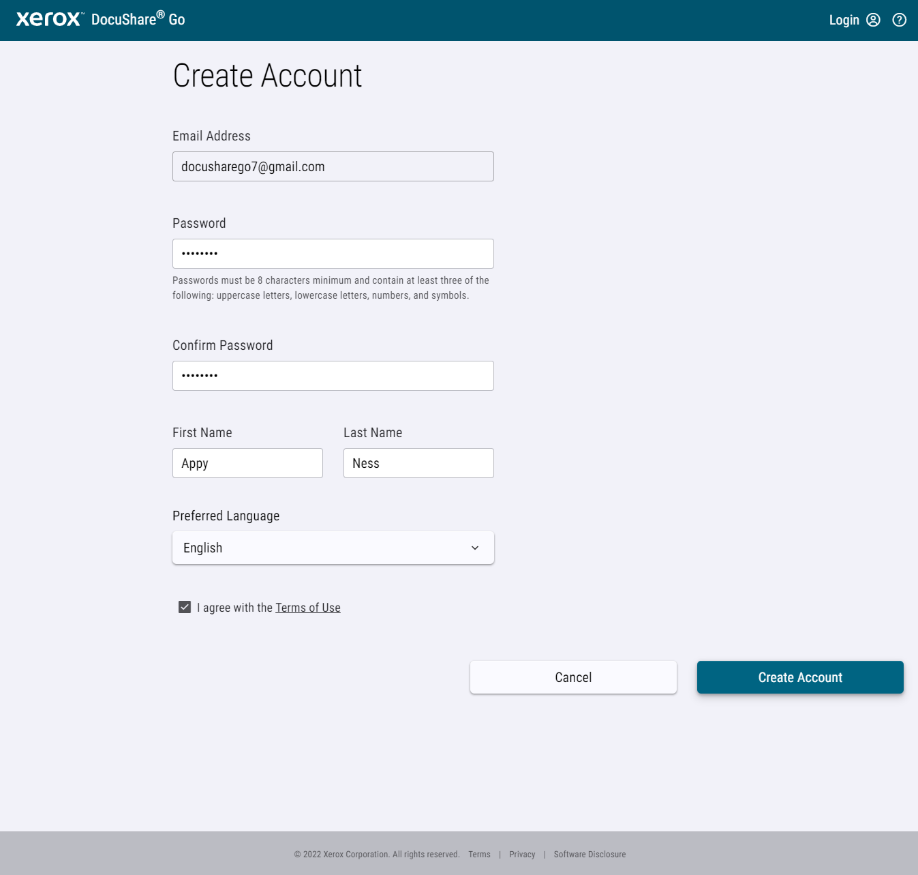 xerox™ DocuShare® Go
Login
Create Account
Email Address
docusharego7@gmail.com
Password
••••••••
Passwords must be 8 characters minimum and contain at least three of the
following: uppercase letters, lowercase letters, numbers, and symbols.
Confirm Password
••••••••
First Name Last Name
Appy Ness
Preferred Language
English
I agree with the Terms of Use
Cancel Create Account
© 2022 Xerox Corporation. All rights reserved. Terms | Privacy | Software Disclosure